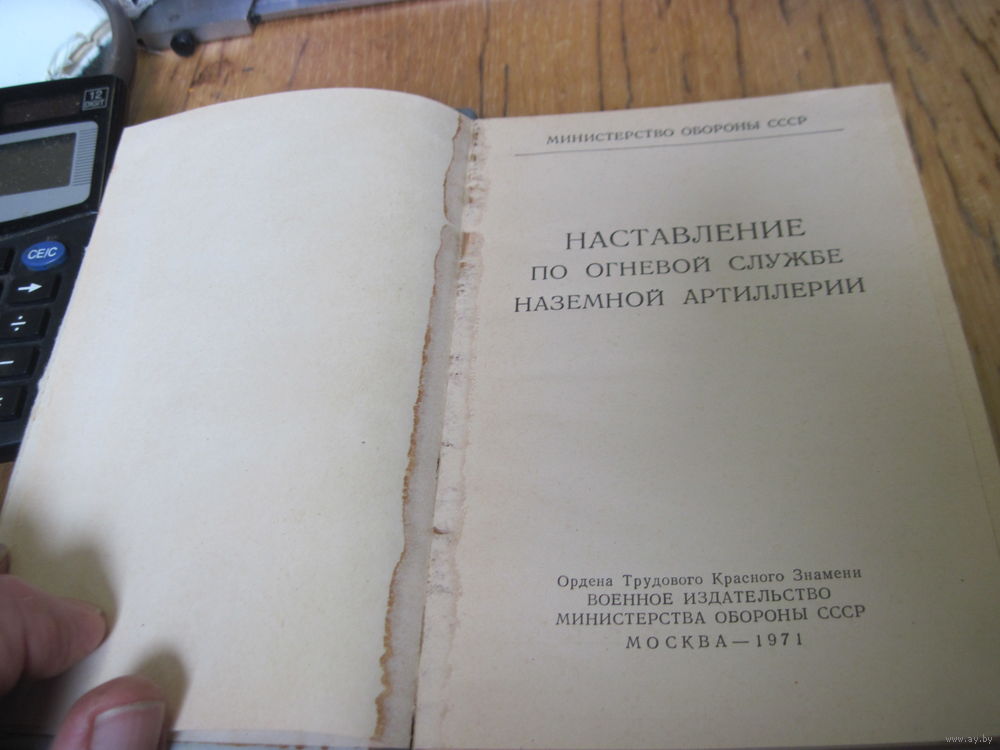 МИНИСТЕРСТВО ОБОРОНЫ СССР
НАСТАВЛЕНИЕ
ПО ОГНЕВОЙ СЛУЖБЕ
НАЗЕМНОЙ АРТИЛЛЕРИИ
Ордена Трудового Красного Знамени
ВОЕННОЕ ИЗДАТЕЛЬСТВО
МИНИСТЕРСТВА ОБОРОНЫ СССР
МОСКВА — 1971
12
DIGIT
CE/C
→
÷
−
www.ay.by